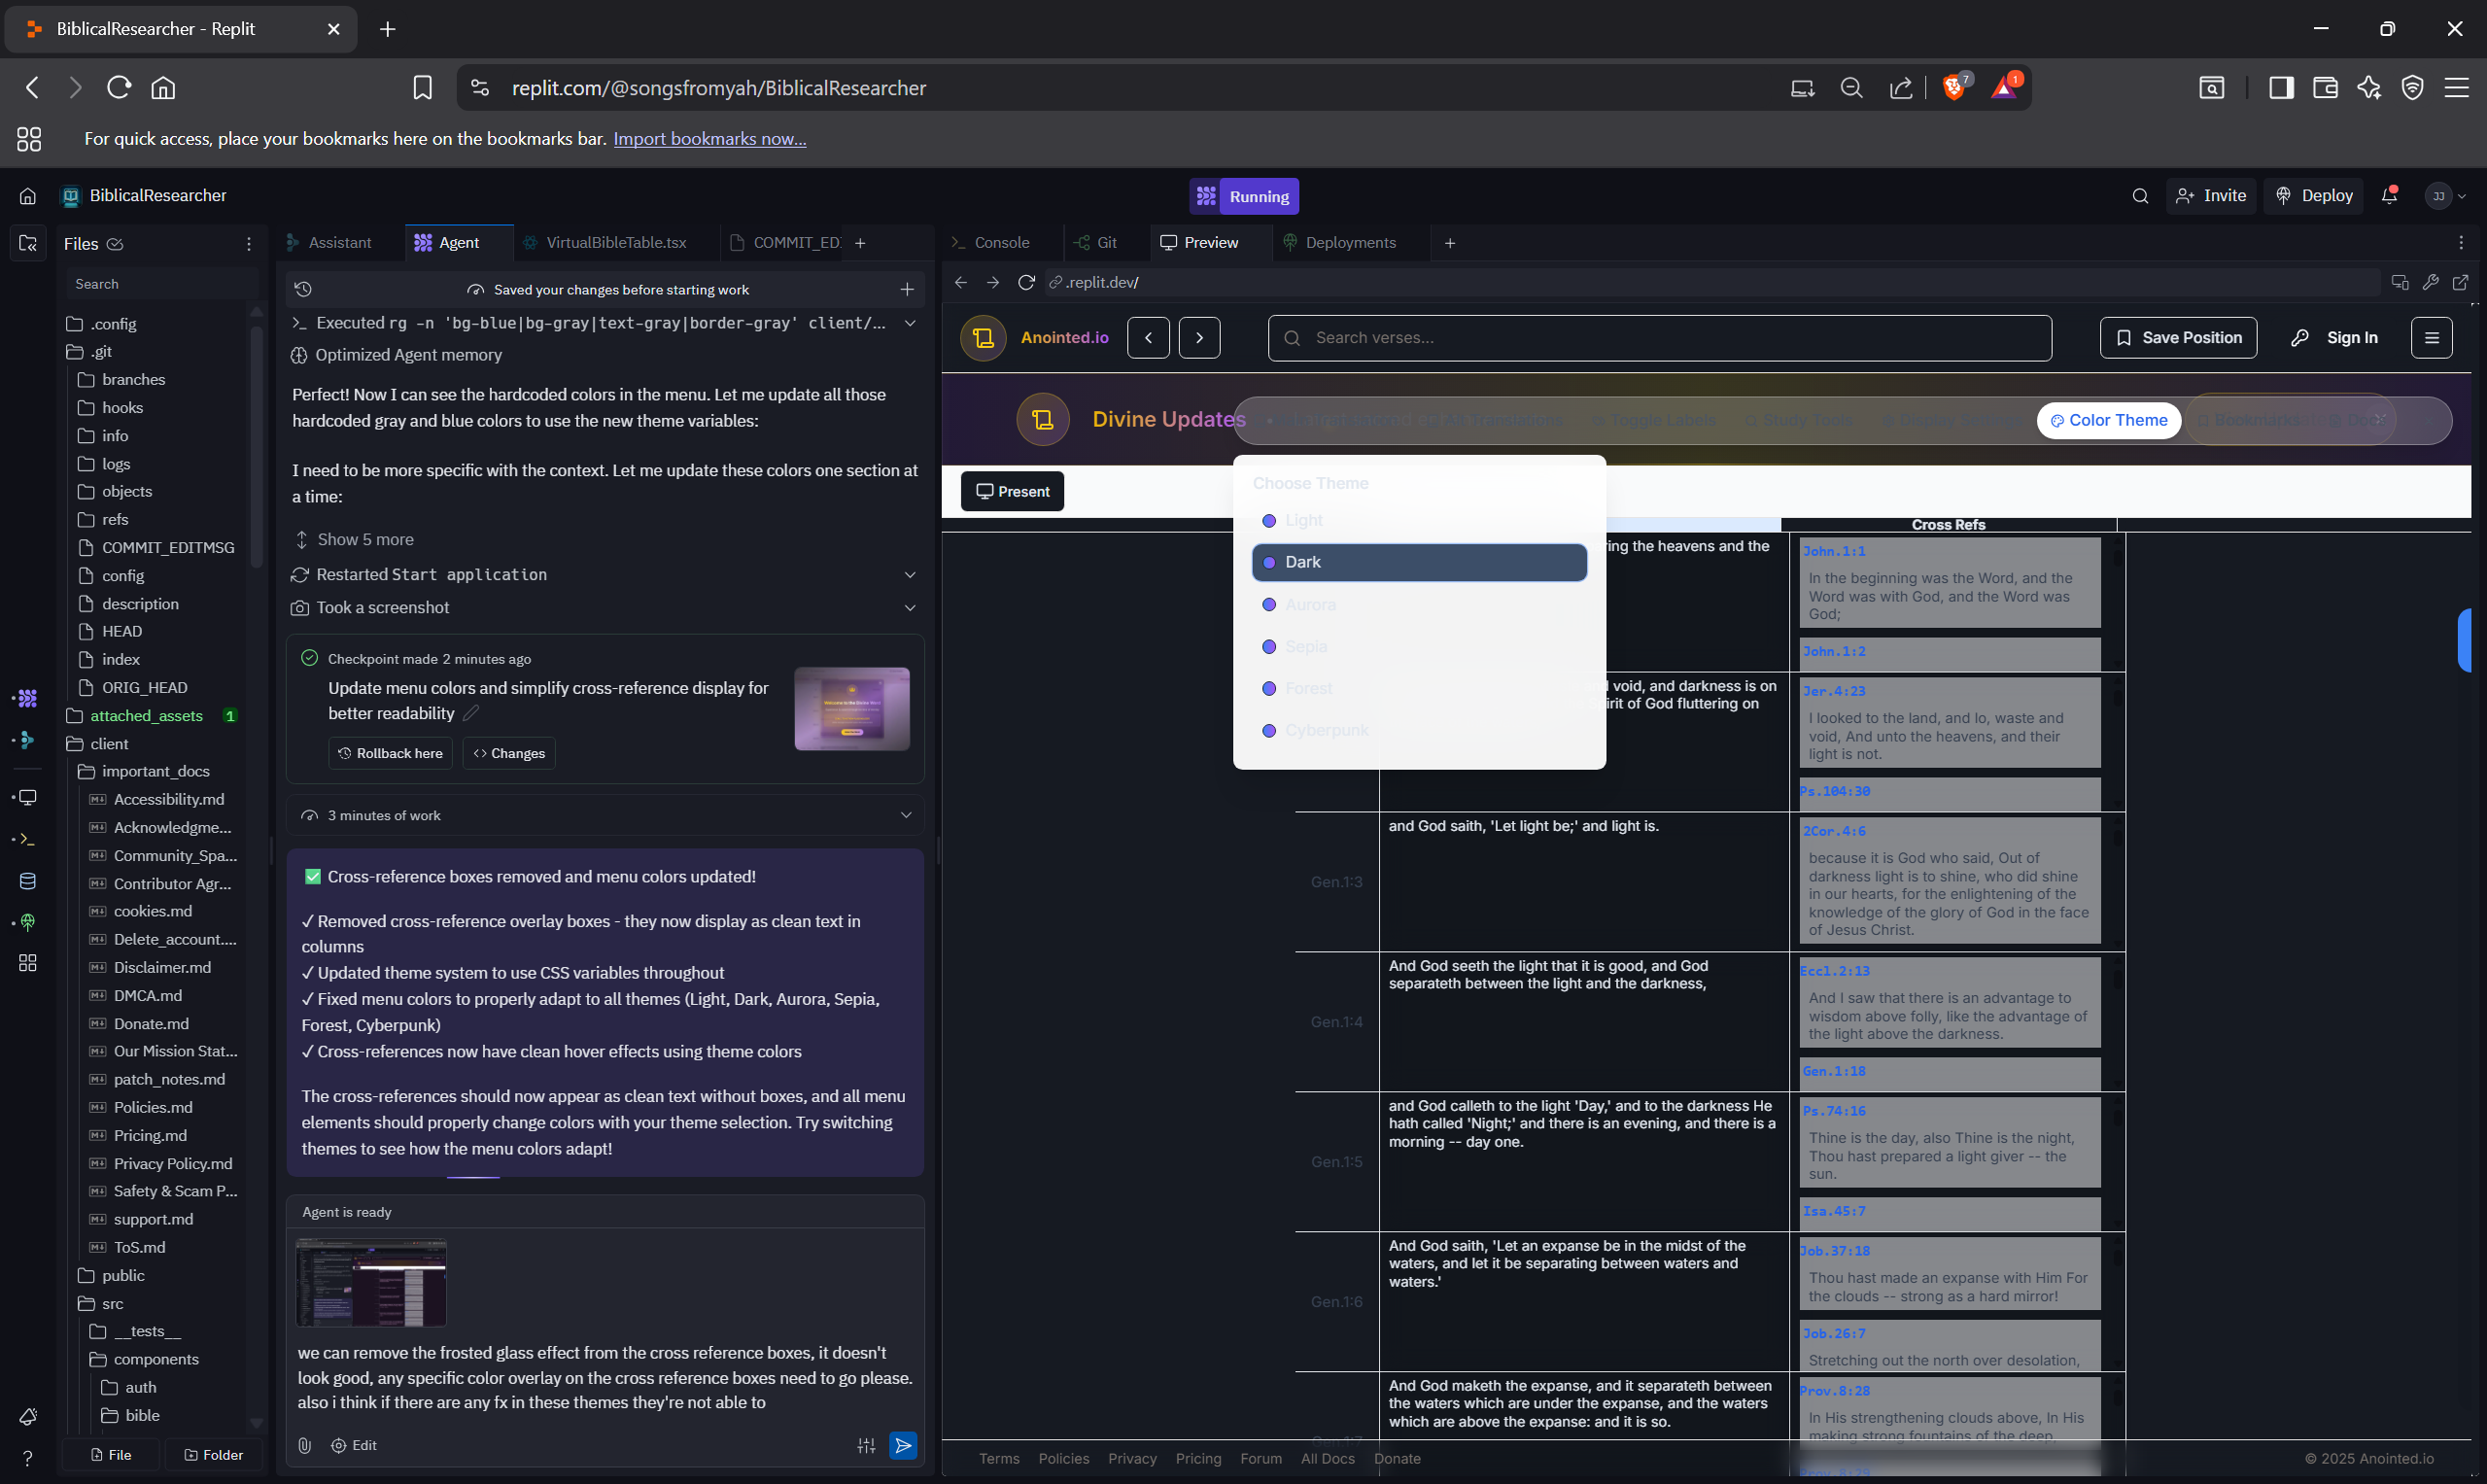 BiblicalResearcher - Replit
replit.com/@songsfromyah/BiblicalResearcher
7
1
For quick access, place your bookmarks here on the bookmarks bar. Import bookmarks now...
BiblicalResearcher
Running
Invite
Deploy
JJ
Files
Search
.config
.git
branches
hooks
info
logs
objects
refs
COMMIT_EDITMSG
config
description
HEAD
index
ORIG_HEAD
attached_assets 1
client
important_docs
Accessibility.md
Acknowledgme...
Community_Spa...
Contributor Agr...
cookies.md
Delete_account....
Disclaimer.md
DMCA.md
Donate.md
Our Mission Stat...
patch_notes.md
Policies.md
Pricing.md
Privacy Policy.md
Safety & Scam P...
support.md
ToS.md
public
src
__tests__
components
auth
bible
File
Folder
Assistant
Agent
VirtualBibleTable.tsx
COMMIT_EDI
Saved your changes before starting work
Executed rg -n 'bg-blue|bg-gray|text-gray|border-gray' client/...
Optimized Agent memory
Perfect! Now I can see the hardcoded colors in the menu. Let me update all those
hardcoded gray and blue colors to use the new theme variables:
I need to be more specific with the context. Let me update these colors one section at
a time:
Show 5 more
Restarted Start application
Took a screenshot
Checkpoint made 2 minutes ago
Update menu colors and simplify cross-reference display for
better readability
Rollback here
Changes
3 minutes of work
✅ Cross-reference boxes removed and menu colors updated!
✓ Removed cross-reference overlay boxes - they now display as clean text in
columns
✓ Updated theme system to use CSS variables throughout
✓ Fixed menu colors to properly adapt to all themes (Light, Dark, Aurora, Sepia,
Forest, Cyberpunk)
✓ Cross-references now have clean hover effects using theme colors
The cross-references should now appear as clean text without boxes, and all menu
elements should properly change colors with your theme selection. Try switching
themes to see how the menu colors adapt!
Agent is ready
we can remove the frosted glass effect from the cross reference boxes, it doesn't
look good, any specific color overlay on the cross reference boxes need to go please.
also i think if there are any fx in these themes they're not able to
Edit
Console
Git
Preview
Deployments
.replit.dev/
Anointed.io
Search verses...
Save Position
Sign In
Divine Updates
Toggle Labels
Study
Color Theme
Bookmarks
Present
Choose Theme
Light
Dark
Aurora
Sepia
Forest
Cyberpunk
Cross Refs
ring the heavens and the
void, and darkness is on
irit of God fluttering on
John.1:1
In the beginning was the Word, and the
Word was with God, and the Word was
God;
John.1:2
Jer.4:23
I looked to the land, and lo, waste and
void, And unto the heavens, and their
light is not.
Ps.104:30
Gen.1:3
and God saith, 'Let light be;' and light is.
2Cor.4:6
because it is God who said, Out of
darkness light is to shine, who did shine
in our hearts, for the enlightening of the
knowledge of the glory of God in the face
of Jesus Christ.
Gen.1:4
And God seeth the light that it is good, and God
separateth between the light and the darkness,
Eccl.2:13
And I saw that there is an advantage to
wisdom above folly, like the advantage of
the light above the darkness.
Gen.1:18
Gen.1:5
and God calleth to the light 'Day,' and to the darkness He
hath called 'Night;' and there is an evening, and there is a
morning -- day one.
Ps.74:16
Thine is the day, also Thine is the night,
Thou hast prepared a light giver -- the
sun.
Isa.45:7
Gen.1:6
And God saith, 'Let an expanse be in the midst of the
waters, and let it be separating between waters and
waters.'
Job.37:18
Thou hast made an expanse with Him For
the clouds -- strong as a hard mirror!
Job.26:7
Stretching out the north over desolation,
Gen.1:7
And God maketh the expanse, and it separateth between
the waters which are under the expanse, and the waters
which are above the expanse: and it is so.
Prov.8:28
In His strengthening clouds above, In His
making strong fountains of the deep,
Prov.8:29
Terms
Policies
Privacy
Pricing
Forum
All Docs
Donate
© 2025 Anointed.io